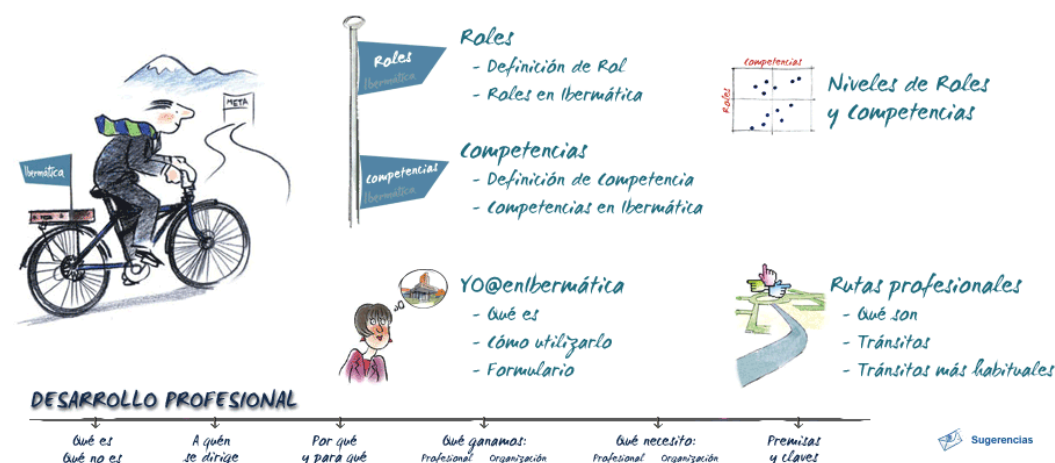 META
Ibermática
Roles
Ibermática
Competencias
Ibermática
Roles
- Definición de Rol
- Roles en Ibermática
Competencias
- Definición de Competencia
- Competencias en Ibermática
Competencias
Roles
Niveles de Roles
y Competencias
YO@enIbermática
- Qué es
- Cómo utilizarlo
- Formulario
Rutas profesionales
- Qué son
- Tránsitos
- Tránsitos más habituales
DESARROLLO PROFESIONAL
Qué es
Qué no es
A quén
se dirige
Por qué
y para qué
Qué ganamos:
Profesional Organización
Qué necesito:
Profesional Organización
Premisas
y claves
Sugerencias